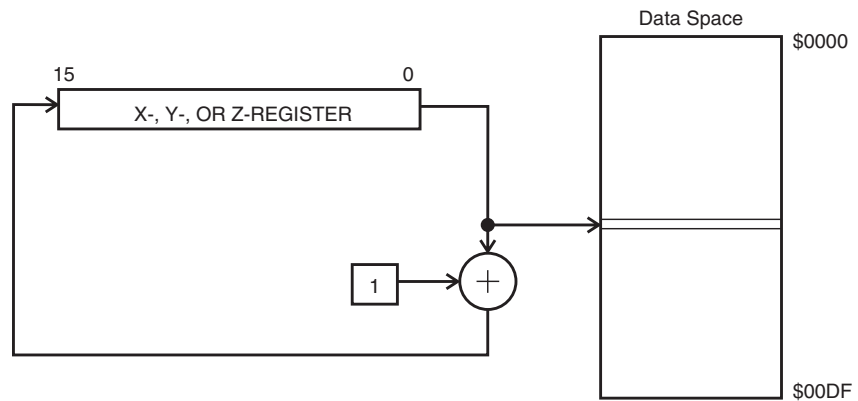 Data Space
$0000
15 0
X-, Y-, OR Z-REGISTER
1
+
$00DF